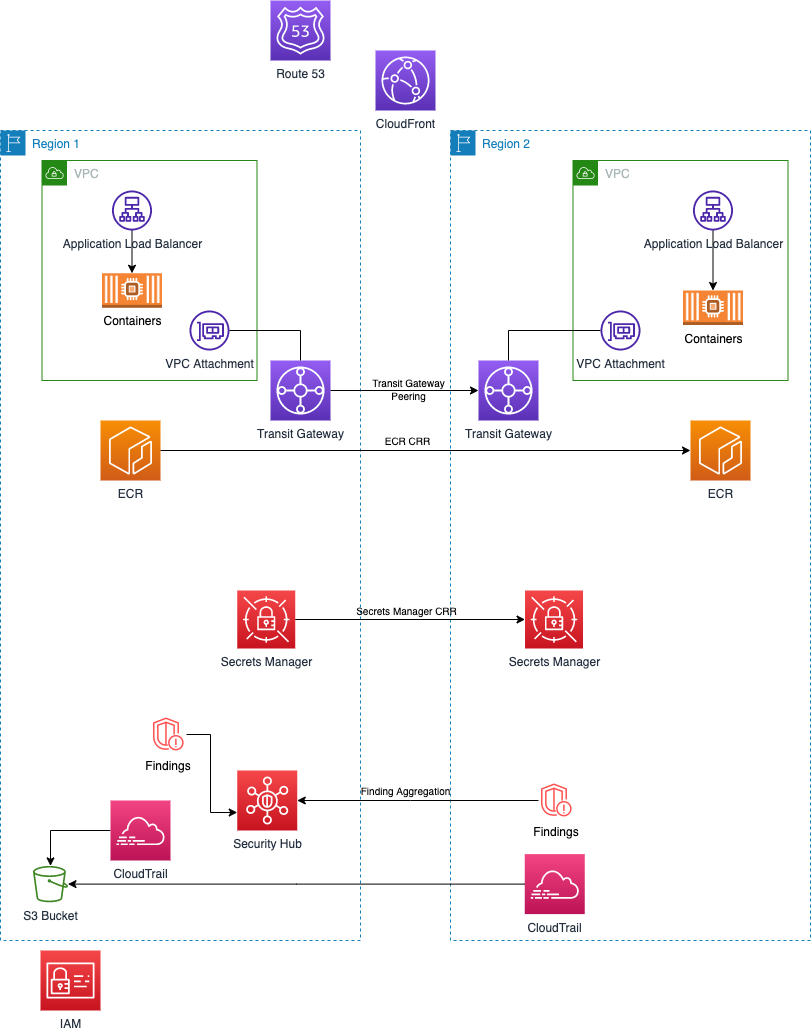 53
Route 53
CloudFront
Region 1
Region 2
VPC
VPC
Application Load Balancer
Application Load Balancer
Containers
Containers
VPC Attachment
VPC Attachment
Transit Gateway
Peering
Transit Gateway
Transit Gateway
ECR CRR
ECR
ECR
Secrets Manager CRR
Secrets Manager
Secrets Manager
Findings
Finding Aggregation
Findings
Security Hub
CloudTrail
S3 Bucket
CloudTrail
IAM